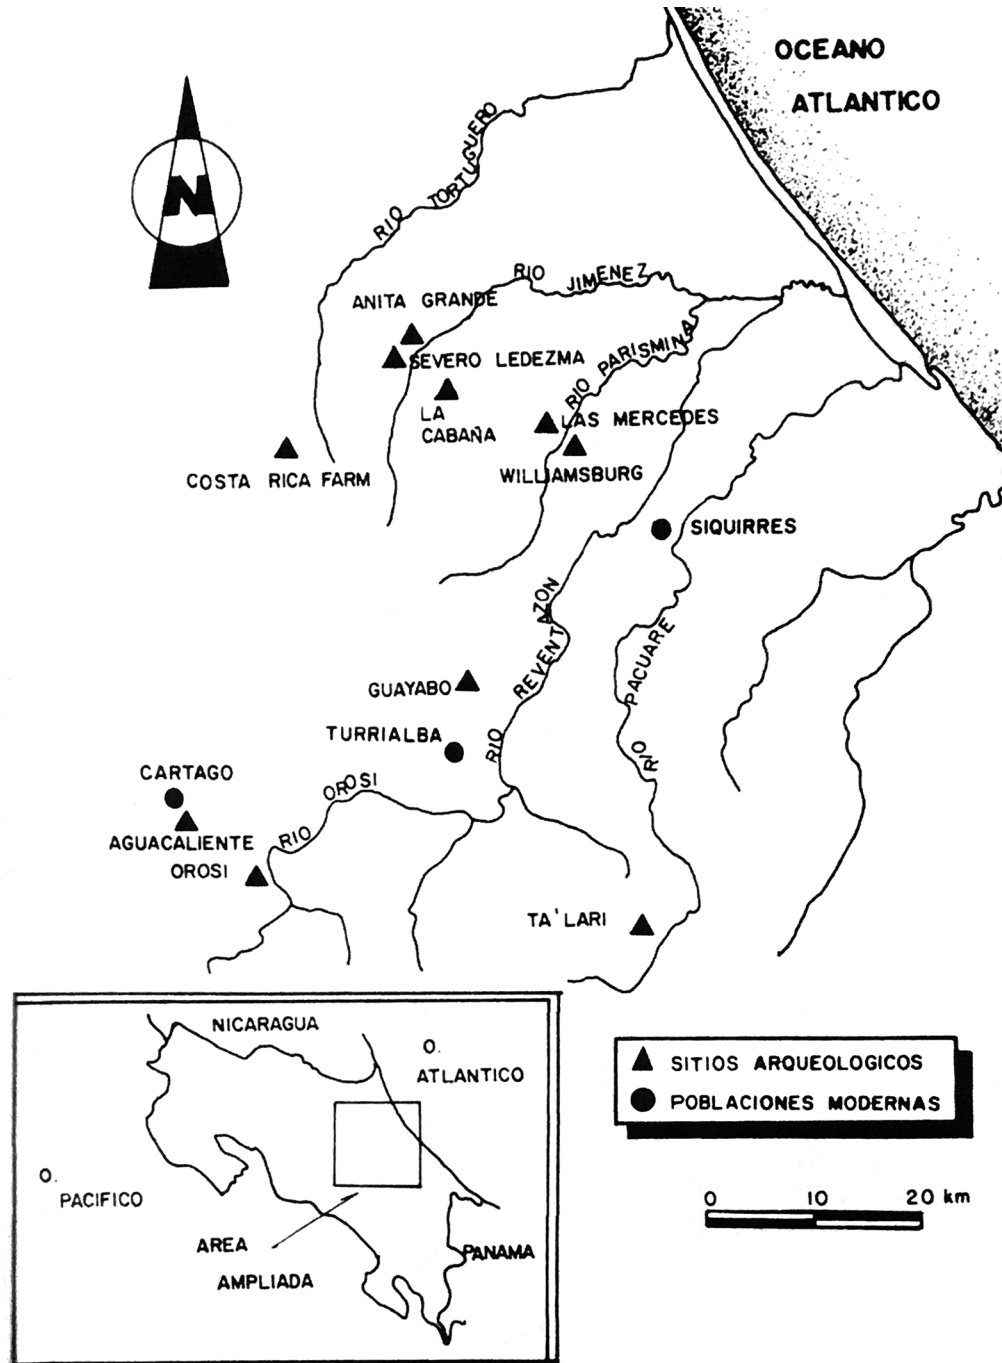 OCEANO
ATLANTICO
N
RIO TORTUGUERO
RIO JIMENEZ
ANITA GRANDE
SEVERO LEDEZMA
RIO PARISMINA
LA
CABAÑA
LAS MERCEDES
COSTA RICA FARM
WILLIAMSBURG
SIQUIRRES
RIO REVENTAZON
RIO PACUARE
GUAYABO
TURRIALBA
CARTAGO
RIO OROSI
AGUACALIENTE
OROSI
TA'LARI
NICARAGUA
O.
ATLANTICO
O.
PACIFICO
AREA
AMPLIADA
PANAMA
SITIOS ARQUEOLOGICOS
POBLACIONES MODERNAS
0 10 20 km